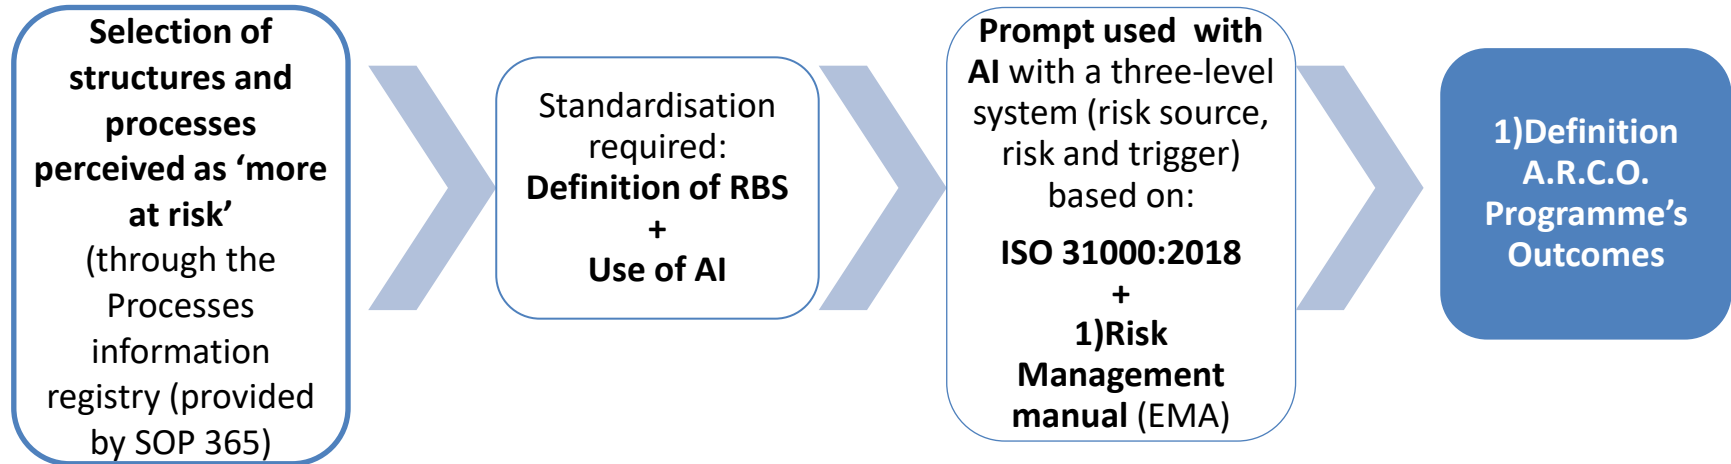 Selection of
structures and
processes
perceived as ‘more
at risk’
(through the
Processes
information
registry (provided
by SOP 365)
Standardisation
required:
Definition of RBS
+
Use of AI
Prompt used with
AI with a three-level
system (risk source,
risk and trigger)
based on:
ISO 31000:2018
+
1)Risk
Management
manual (EMA)
1)Definition
A.R.C.O.
Programme’s
Outcomes